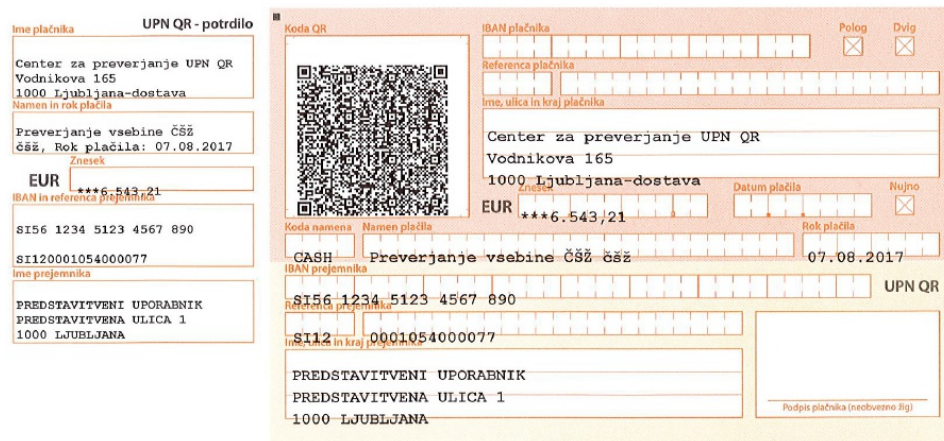 UPN QR - potrdilo
Ime plačnika
Center za preverjanje UPN QR
Vodnikova 165
1000 Ljubljana-dostava
Namen in rok plačila
Preverjanje vsebine ČŠŽ
čšž, Rok plačila: 07.08.2017
Znesek
EUR ***6.543,21
IBAN in referenca prejemnika
SI56 1234 5123 4567 890
SI120001054000077
Ime prejemnika
PREDSTAVITVENI UPORABNIK
PREDSTAVITVENA ULICA 1
1000 LJUBLJANA
Koda QR
IBAN plačnika
Polog
Dvig
Referenca plačnika
Ime, ulica in kraj plačnika
Center za preverjanje UPN QR
Vodnikova 165
1000 Ljubljana-dostava
Znesek
Datum plačila
Nujno
EUR ***6.543,21
Koda namena
Namen plačila
Rok plačila
CASH Preverjanje vsebine ČŠŽ čšž 07.08.2017
IBAN prejemnika
UPN QR
SI56 1234 5123 4567 890
Referenca prejemnika
SI12 0001054000077
Ime, ulica in kraj prejemnika
PREDSTAVITVENI UPORABNIK
PREDSTAVITVENA ULICA 1
1000 LJUBLJANA
Podpis plačnika (neobvezno žig)